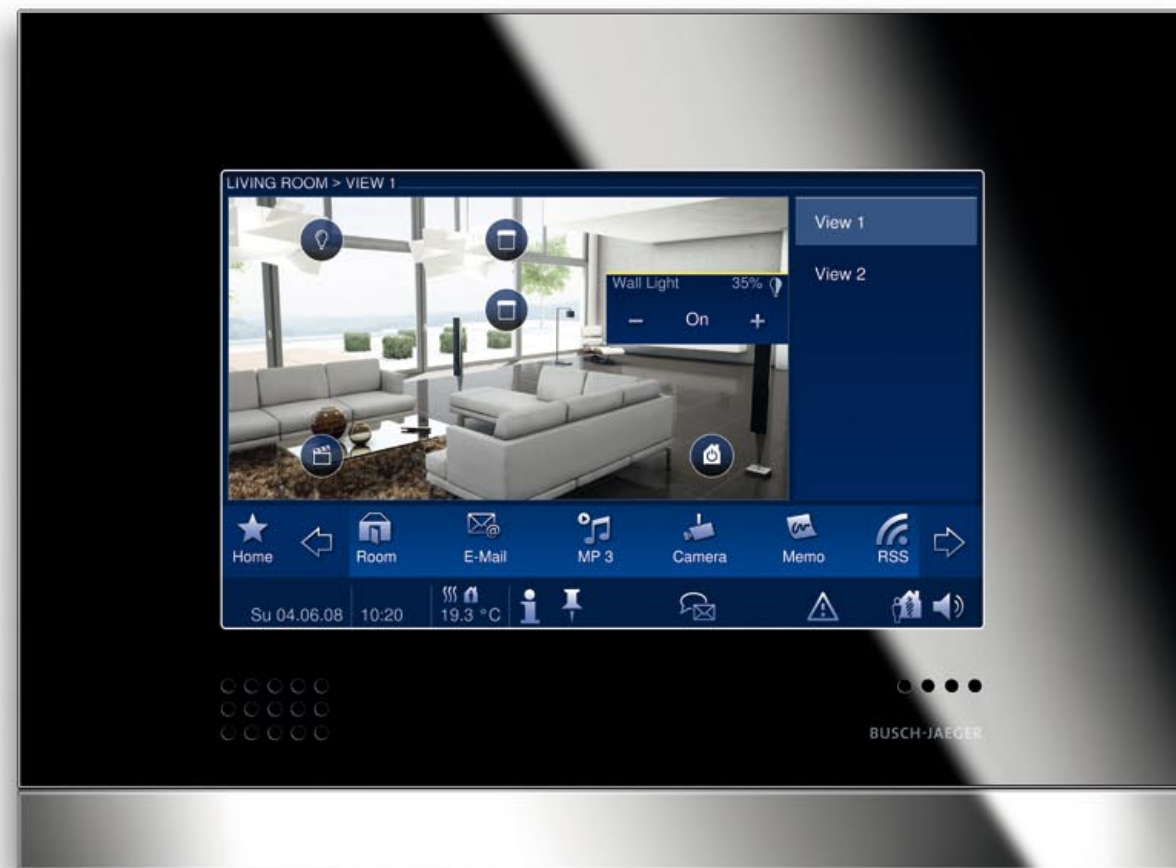 LIVING ROOM > VIEW 1
View 1
View 2
Wall Light 35%
− On +
Home
Room
E-Mail
MP 3
Camera
Memo
RSS
Su 04.06.08 10:20 19.3 °C
BUSCH-JAEGER